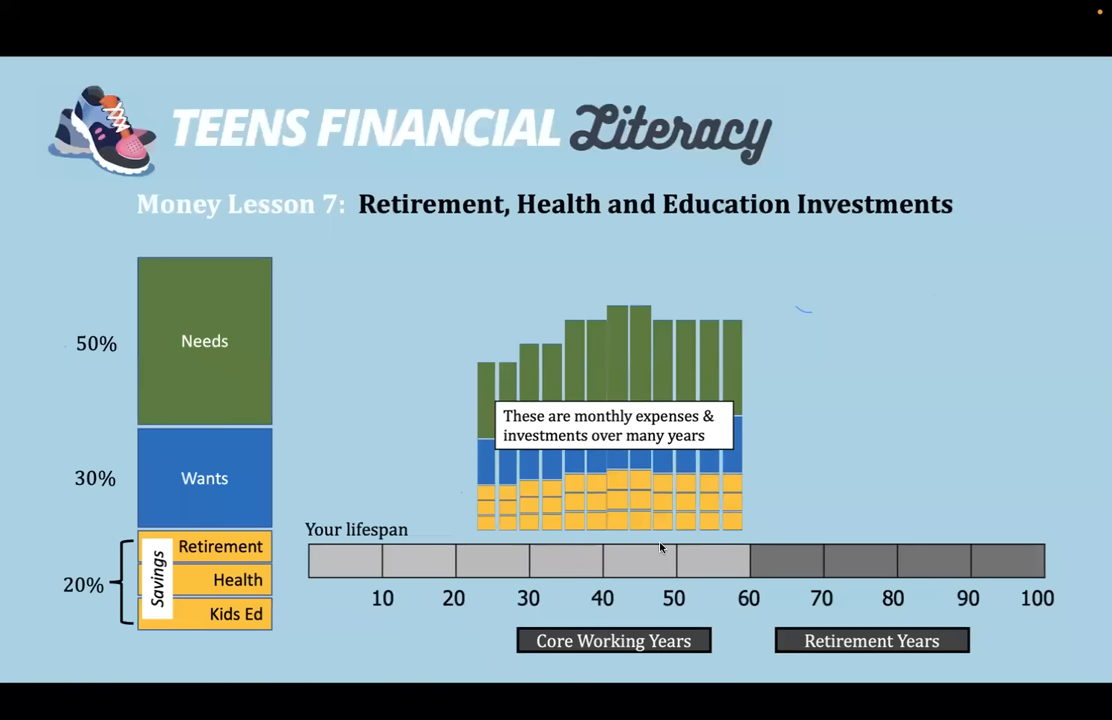 TEENS FINANCIAL Literacy
Money Lesson 7: Retirement, Health and Education Investments
50%
Needs
30%
Wants
20%
Savings
Retirement
Health
Kids Ed
These are monthly expenses &
investments over many years
Your lifespan
10 20 30 40 50 60 70 80 90 100
Core Working Years
Retirement Years